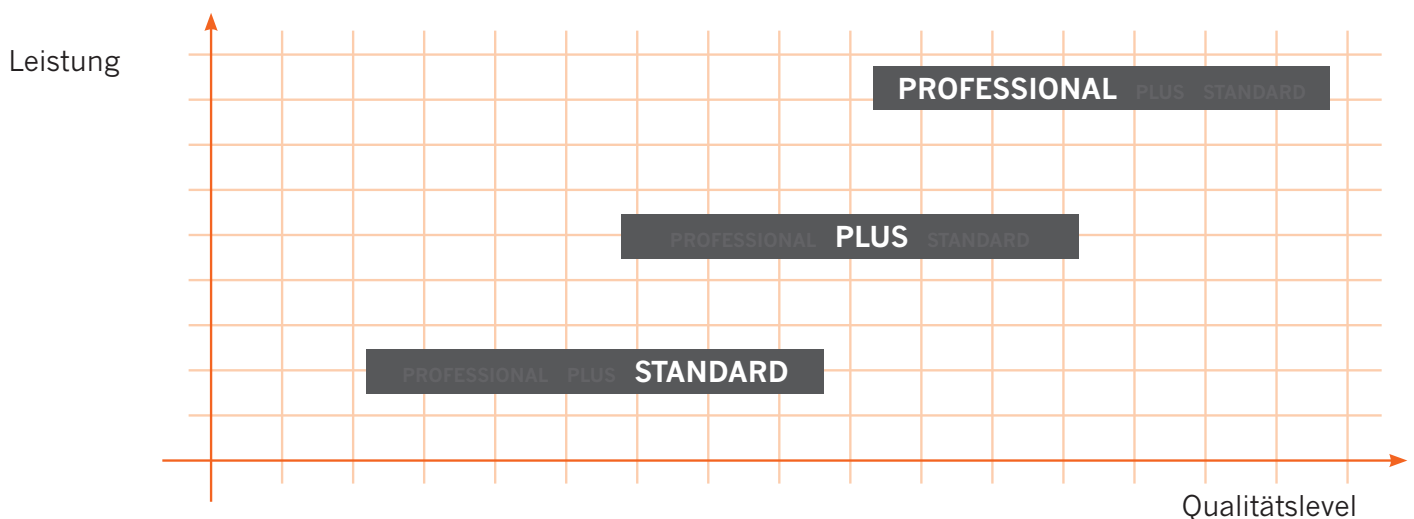 Leistung
PROFESSIONAL PLUS STANDARD
PROFESSIONAL PLUS STANDARD
PROFESSIONAL PLUS STANDARD
Qualitätslevel